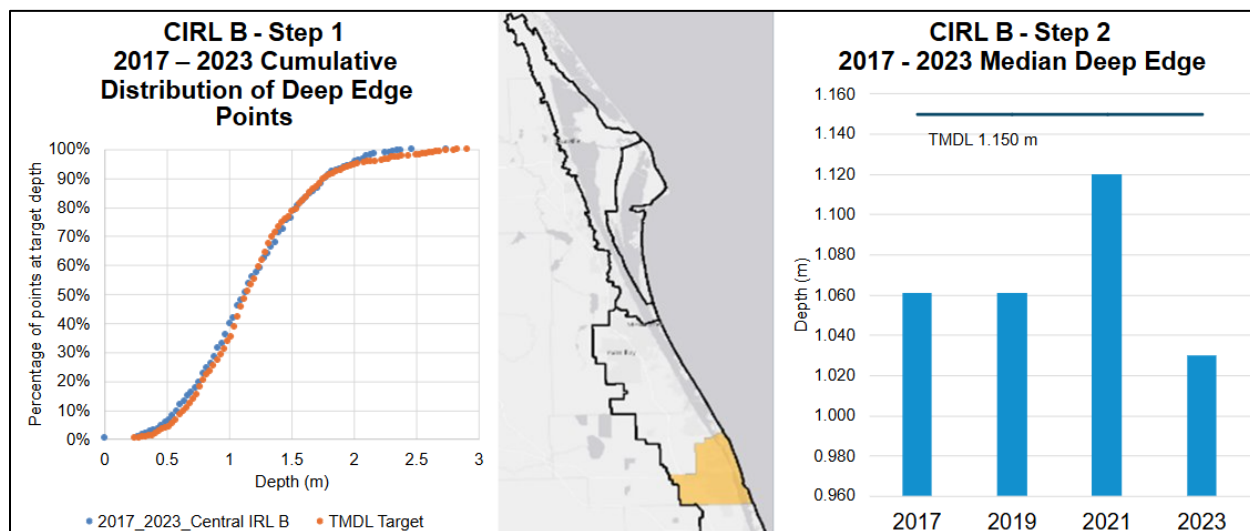 CIRL B - Step 1
2017 – 2023 Cumulative
Distribution of Deep Edge
Points
Percentage of points at target depth
100%
90%
80%
70%
60%
50%
40%
30%
20%
10%
0%
0 0.5 1 1.5 2 2.5 3
Depth (m)
2017_2023_Central IRL B TMDL Target
CIRL B - Step 2
2017 - 2023 Median Deep Edge
1.160
1.140
1.120
1.100
1.080
1.060
1.040
1.020
1.000
0.980
0.960
Depth (m)
TMDL 1.150 m
2017 2019 2021 2023